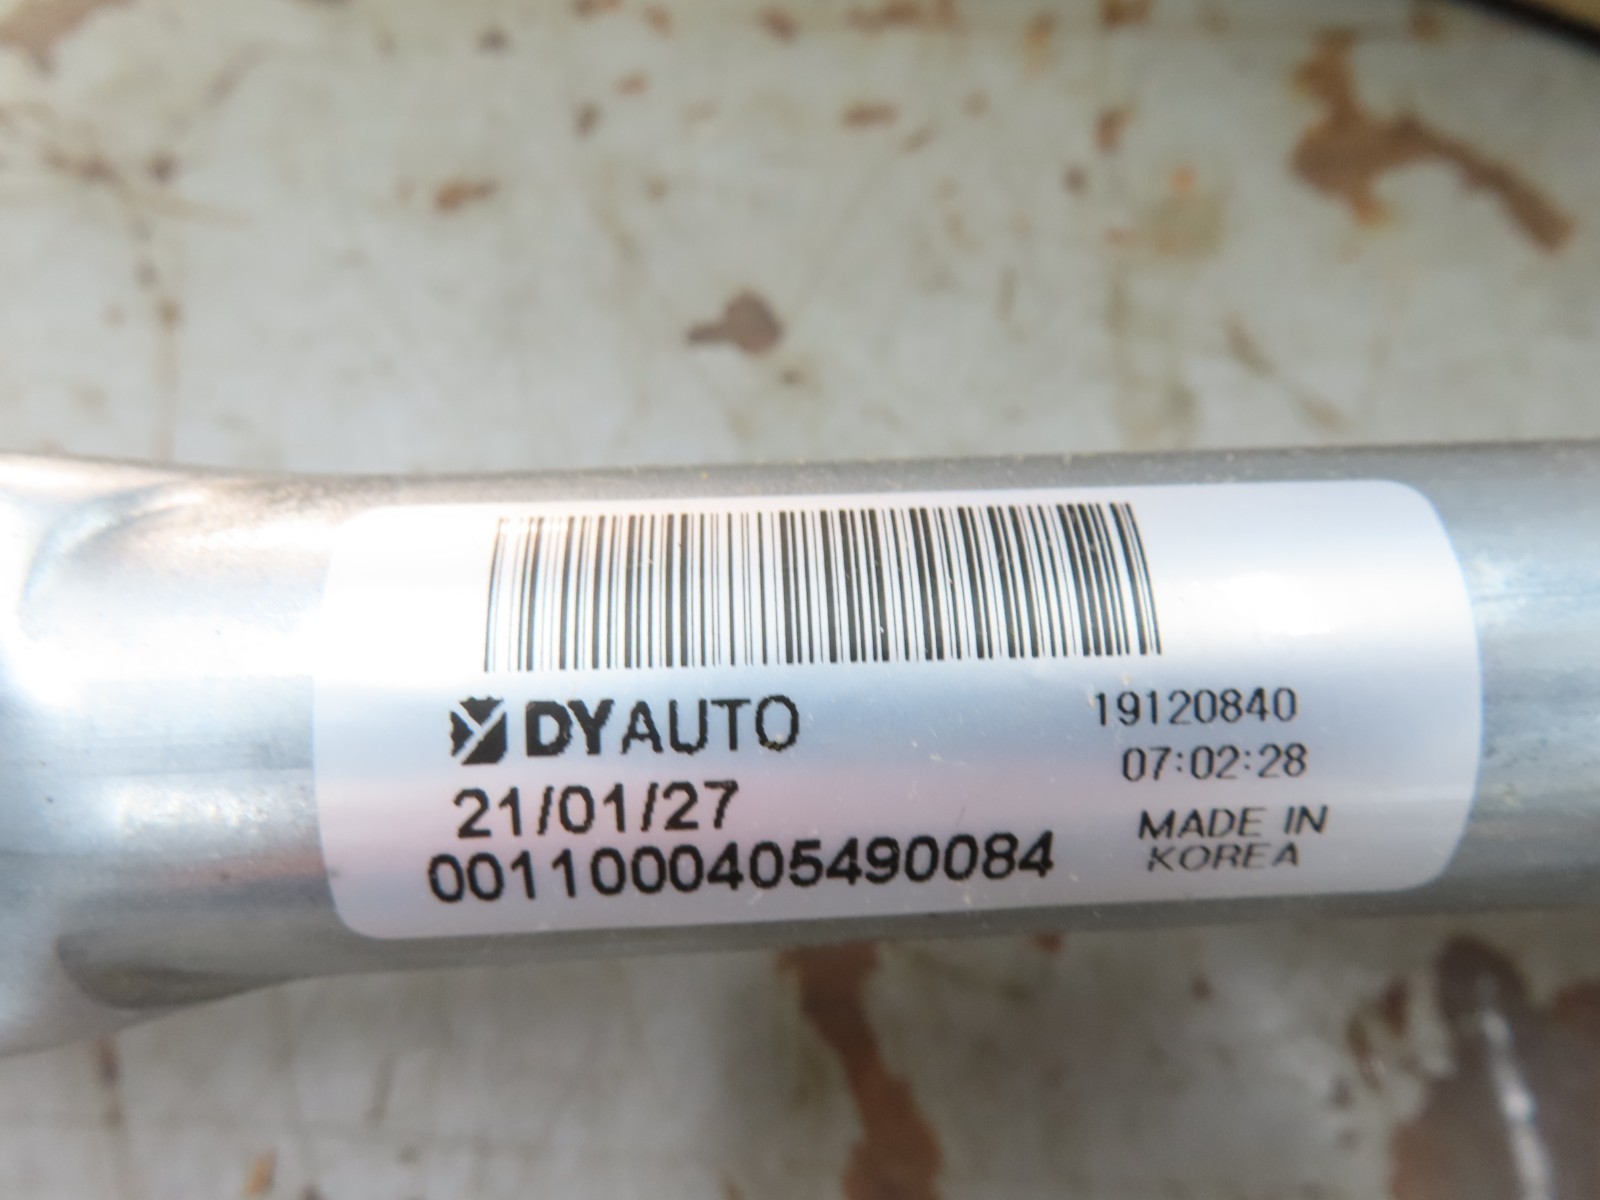 DYAUTO
19120840
21/01/27
07:02:28
0011000405490084
MADE IN
KOREA